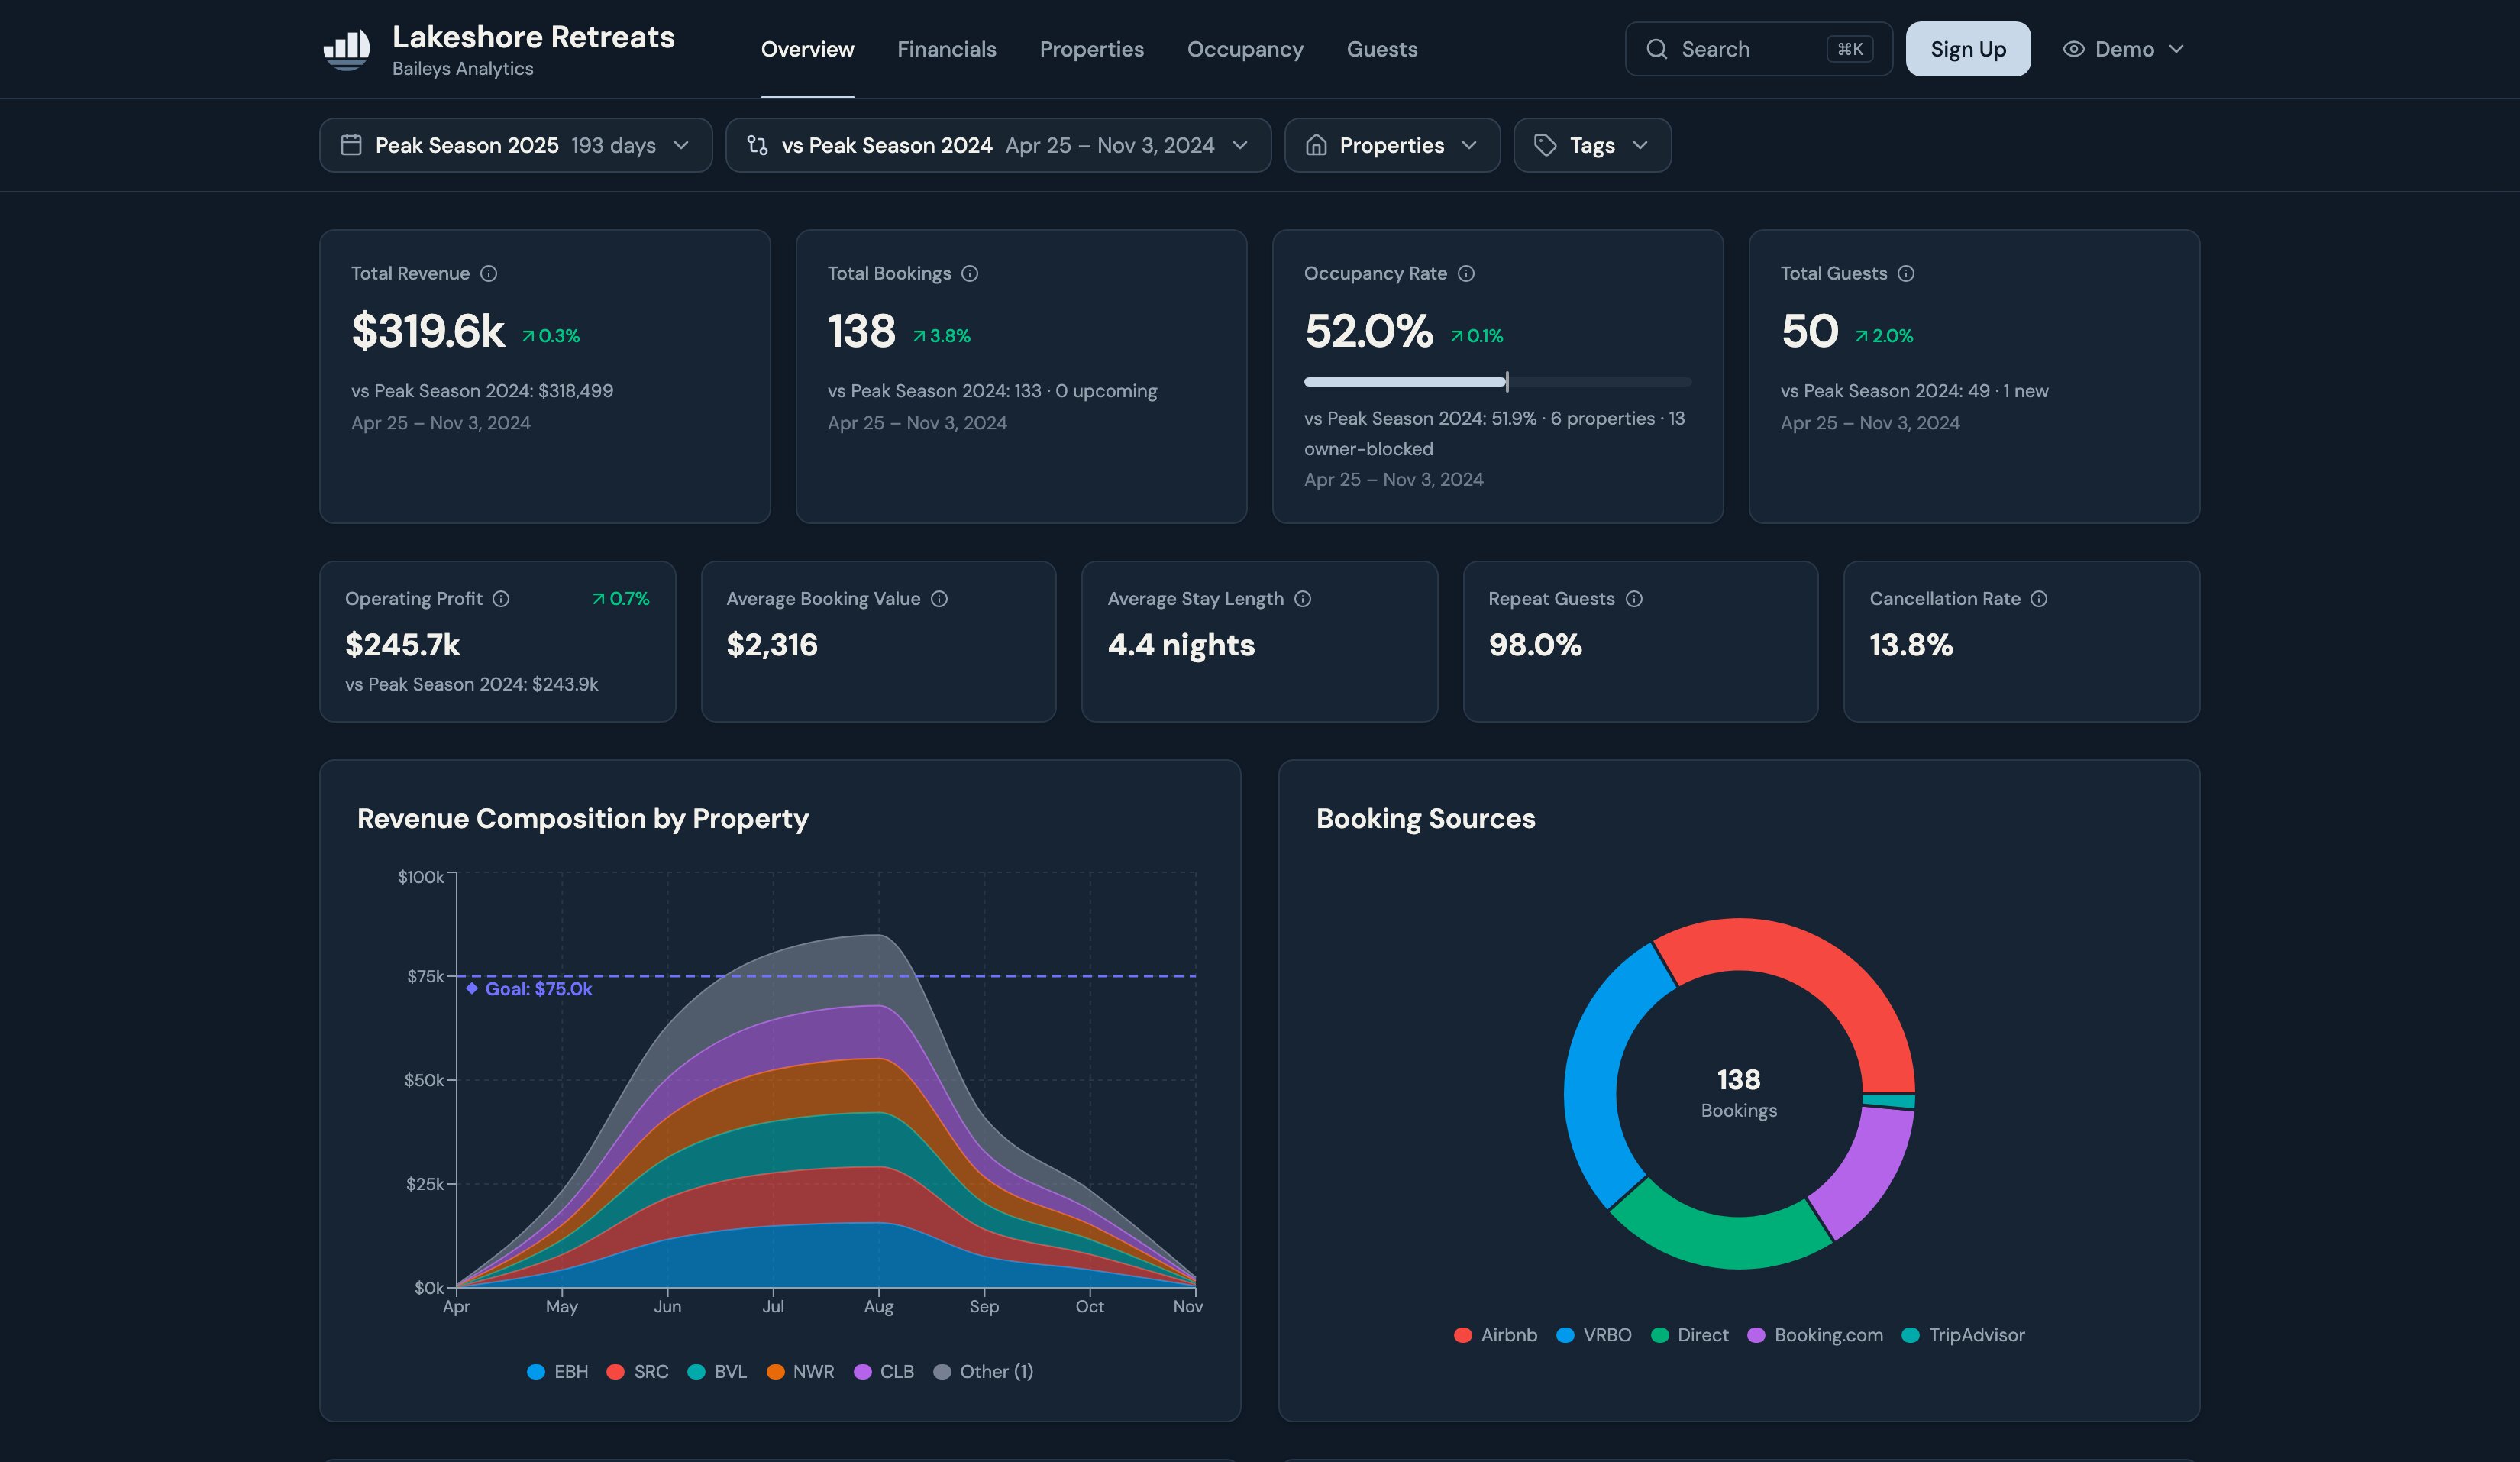 Lakeshore Retreats
Baileys Analytics
Overview
Financials
Properties
Occupancy
Guests
Search ⌘K
Sign Up
Demo
Peak Season 2025 193 days
vs Peak Season 2024 Apr 25 – Nov 3, 2024
Properties
Tags
Total Revenue
$319.6k 0.3%
vs Peak Season 2024: $318,499
Apr 25 – Nov 3, 2024
Total Bookings
138 3.8%
vs Peak Season 2024: 133 · 0 upcoming
Apr 25 – Nov 3, 2024
Occupancy Rate
52.0% 0.1%
vs Peak Season 2024: 51.9% · 6 properties · 13
owner-blocked
Apr 25 – Nov 3, 2024
Total Guests
50 2.0%
vs Peak Season 2024: 49 · 1 new
Apr 25 – Nov 3, 2024
Operating Profit 0.7%
$245.7k
vs Peak Season 2024: $243.9k
Average Booking Value
$2,316
Average Stay Length
4.4 nights
Repeat Guests
98.0%
Cancellation Rate
13.8%
Revenue Composition by Property
$100k
$75k
Goal: $75.0k
$50k
$25k
$0k
Apr May Jun Jul Aug Sep Oct Nov
EBH SRC BVL NWR CLB Other (1)
Booking Sources
138
Bookings
Airbnb VRBO Direct Booking.com TripAdvisor